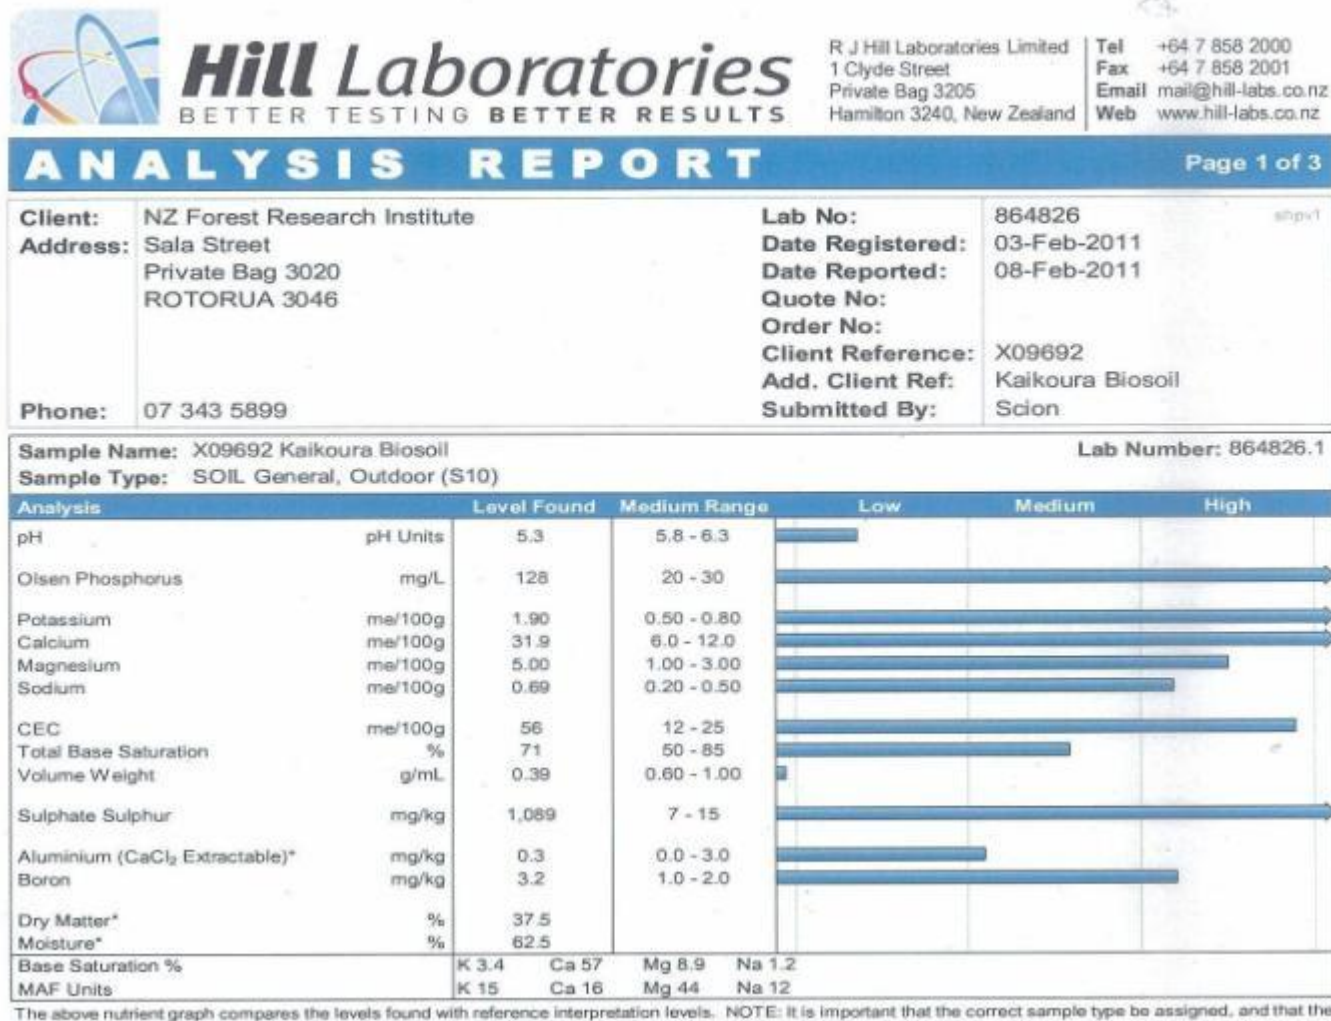 Hill Laboratories
BETTER TESTING BETTER RESULTS
R J Hill Laboratories Limited
1 Clyde Street
Private Bag 3205
Hamilton 3240, New Zealand
Tel +64 7 858 2000
Fax +64 7 858 2001
Email mail@hill-labs.co.nz
Web www.hill-labs.co.nz
ANALYSIS REPORT
Page 1 of 3
Client: NZ Forest Research Institute
Address: Sala Street
Private Bag 3020
ROTORUA 3046
Phone: 07 343 5899
Lab No: 864826 shpv1
Date Registered: 03-Feb-2011
Date Reported: 08-Feb-2011
Quote No:
Order No:
Client Reference: X09692
Add. Client Ref: Kaikoura Biosoil
Submitted By: Scion
Sample Name: X09692 Kaikoura Biosoil Lab Number: 864826.1
Sample Type: SOIL General, Outdoor (S10)
Analysis Level Found Medium Range Low Medium High
pH pH Units 5.3 5.8 - 6.3
Olsen Phosphorus mg/L 128 20 - 30
Potassium me/100g 1.90 0.50 - 0.80
Calcium me/100g 31.9 6.0 - 12.0
Magnesium me/100g 5.00 1.00 - 3.00
Sodium me/100g 0.69 0.20 - 0.50
CEC me/100g 56 12 - 25
Total Base Saturation % 71 50 - 85
Volume Weight g/mL 0.39 0.60 - 1.00
Sulphate Sulphur mg/kg 1,089 7 - 15
Aluminium (CaCl₂ Extractable)* mg/kg 0.3 0.0 - 3.0
Boron mg/kg 3.2 1.0 - 2.0
Dry Matter* % 37.5
Moisture* % 62.5
Base Saturation % K 3.4 Ca 57 Mg 8.9 Na 1.2
MAF Units K 15 Ca 16 Mg 44 Na 12
The above nutrient graph compares the levels found with reference interpretation levels. NOTE: It is important that the correct sample type be assigned, and that the